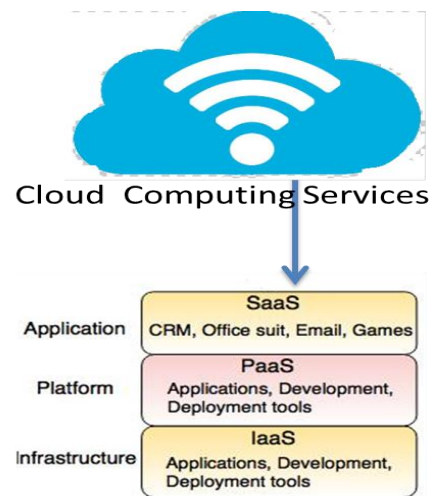 Cloud Computing Services
SaaS
Application
CRM, Office suit, Email, Games
PaaS
Platform
Applications, Development,
Deployment tools
IaaS
Infrastructure
Applications, Development,
Deployment tools